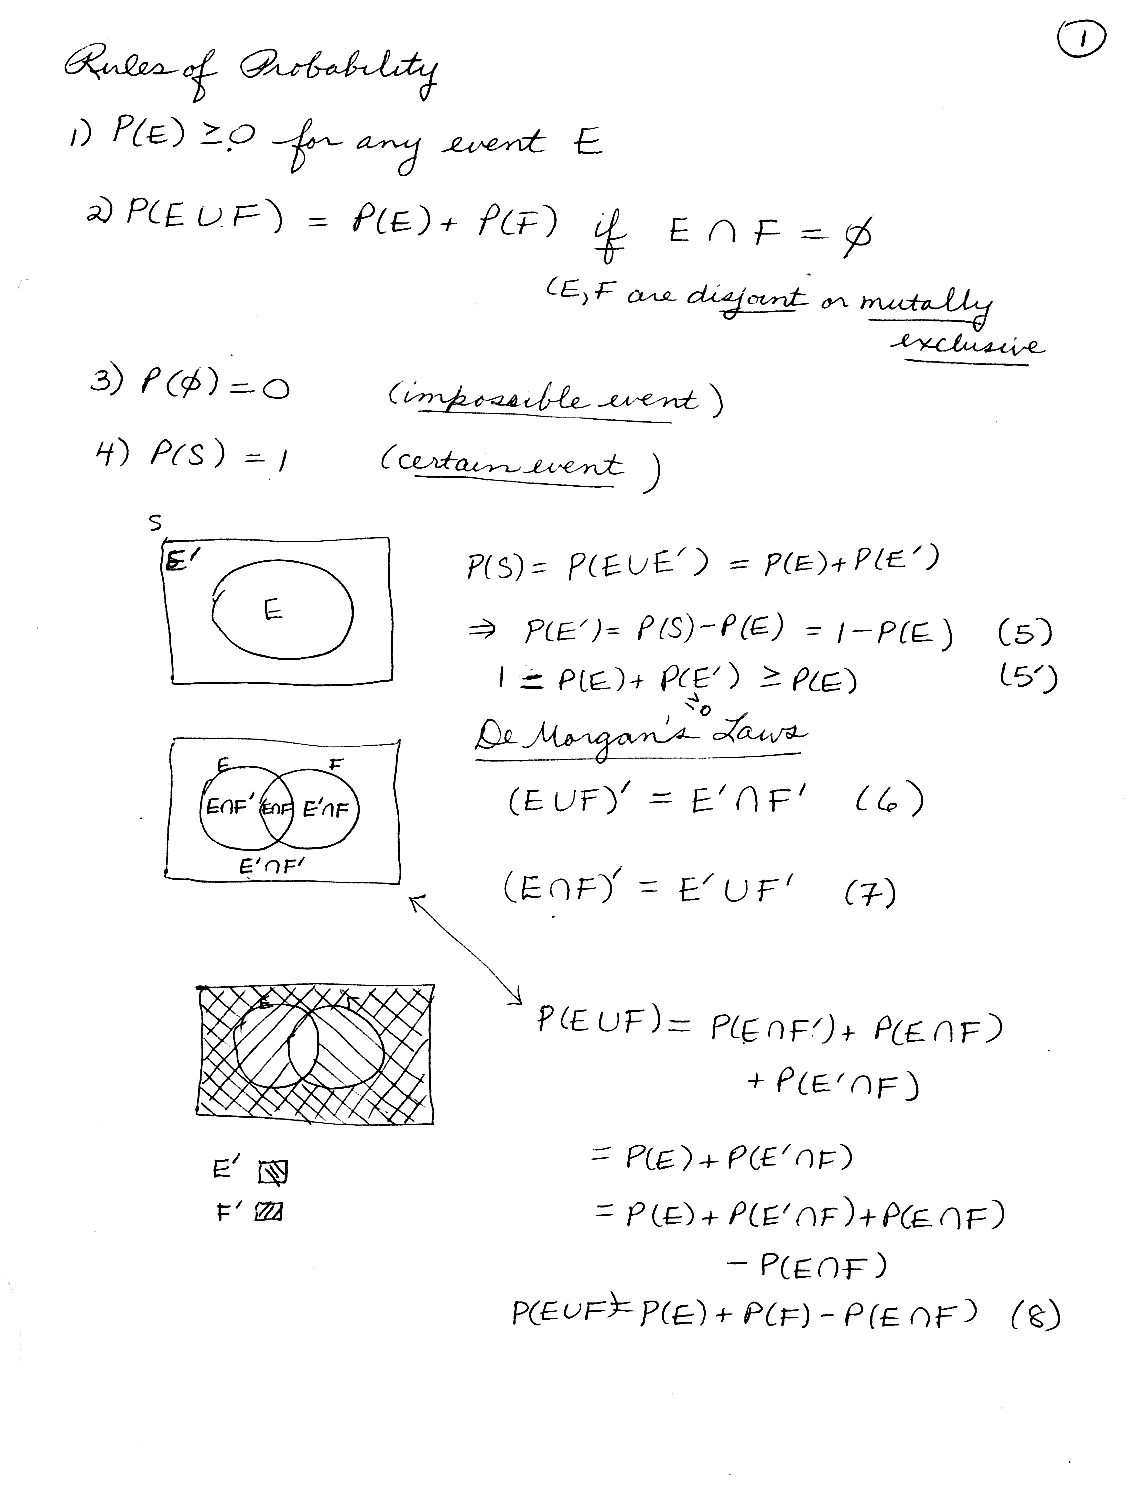 1
Rules of Probability
1) P(E) ≥ 0 for any event E
2) P(E ∪ F) = P(E) + P(F) if E ∩ F = ∅
(E, F are disjoint or mutally
exclusive
3) P(∅) = 0 (impossible event)
4) P(S) = 1 (certain event)
S
E'
E
P(S) = P(E∪E') = P(E)+P(E')
⇒ P(E') = P(S)-P(E) = 1-P(E) (5)
1 = P(E)+ P(E') ≥ P(E) (5')
≥0
De Morgan's Laws
E F
E∩F' E∩F E'∩F
E'∩F'
(E∪F)' = E'∩F' (6)
(E∩F)' = E'∪F' (7)
E
P(E∪F) = P(E∩F')+ P(E∩F)
+ P(E'∩F)
= P(E)+P(E'∩F)
= P(E)+ P(E'∩F)+P(E∩F)
- P(E∩F)
P(E∪F)= P(E)+ P(F) - P(E∩F) (8)
E'
F'